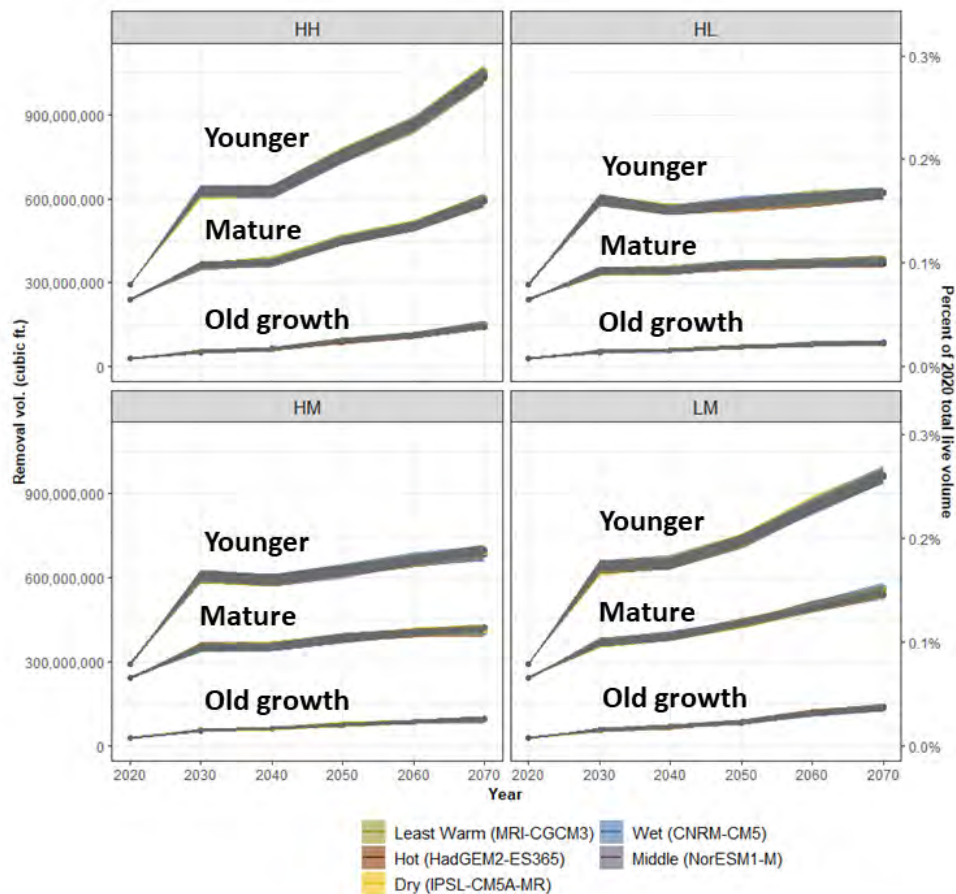 HH HL
0.3%
900,000,000
Younger
0.2%
Younger
600,000,000
Mature
Mature
300,000,000
0.1%
Old growth
Old growth
0
0.0%
Removal vol. (cubic ft.)
Percent of 2020 total live volume
HM LM
0.3%
900,000,000
Younger
Younger
0.2%
600,000,000
Mature
Mature
0.1%
300,000,000
Old growth
Old growth
0
0.0%
2020 2030 2040 2050 2060 2070 2020 2030 2040 2050 2060 2070
Year
Least Warm (MRI-CGCM3) Wet (CNRM-CM5)
Hot (HadGEM2-ES365) Middle (NorESM1-M)
Dry (IPSL-CM5A-MR)